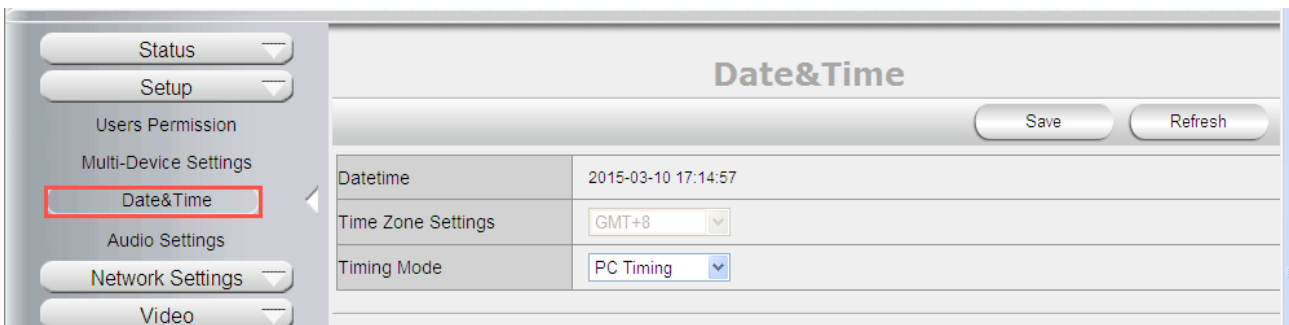 Status
Setup
Users Permission
Multi-Device Settings
Date&Time
Audio Settings
Network Settings
Video
Date&Time
Save Refresh
Datetime 2015-03-10 17:14:57
Time Zone Settings GMT+8
Timing Mode PC Timing